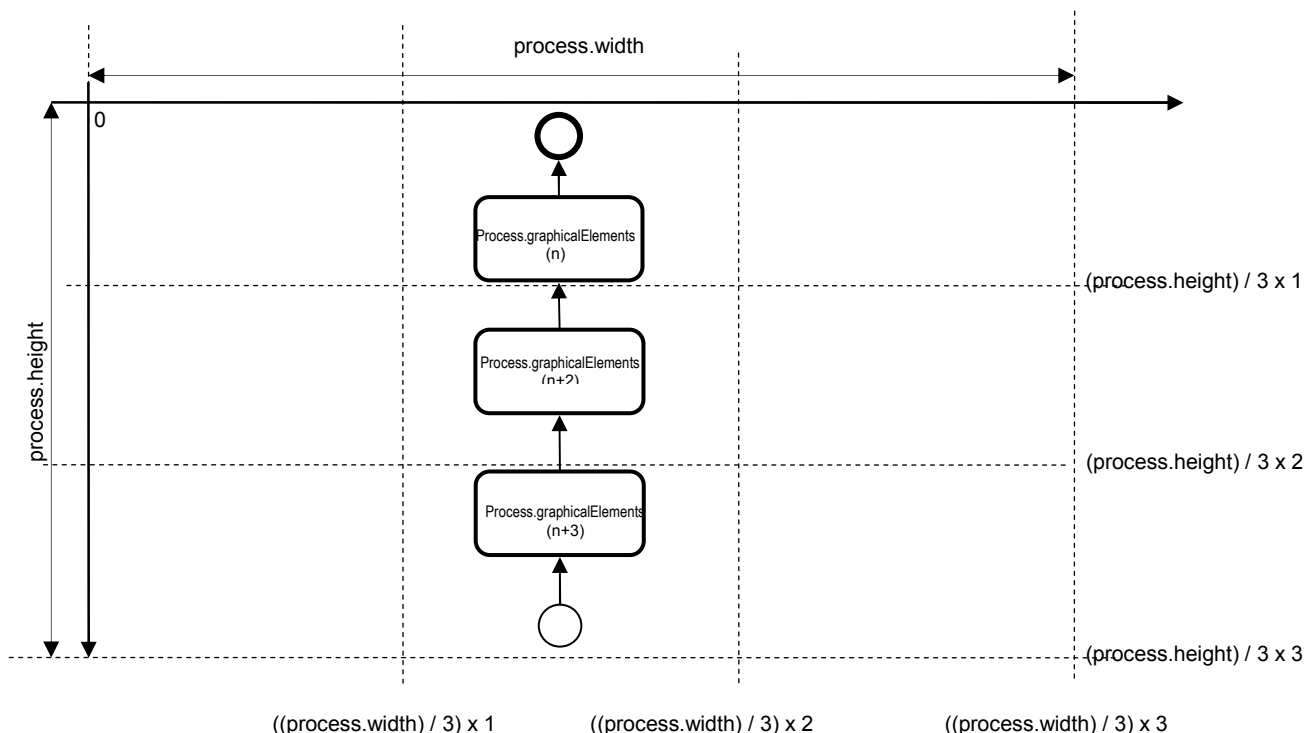 process.width
0
Process.graphicalElements
(n)
(process.height) / 3 x 1
process.height
Process.graphicalElements
(n+2)
(process.height) / 3 x 2
Process.graphicalElements
(n+3)
(process.height) / 3 x 3
((process.width) / 3) x 1
((process.width) / 3) x 2
((process.width) / 3) x 3